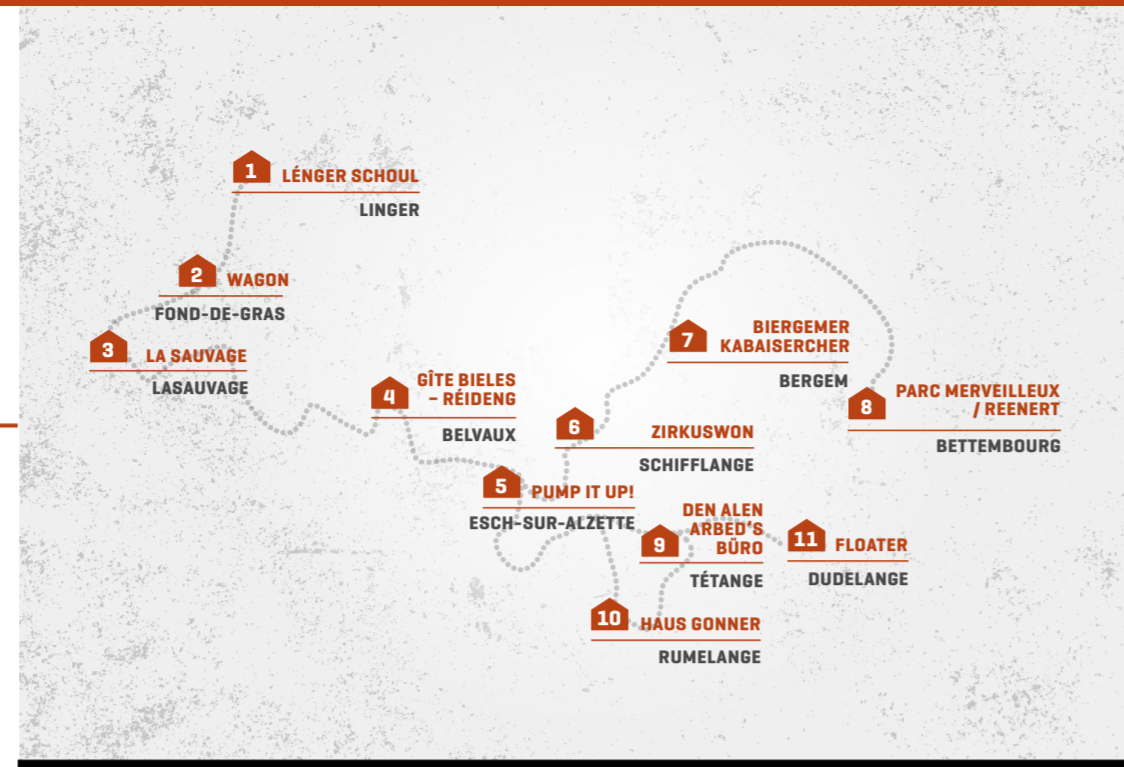 1
LÉNGER SCHOUL
LINGER
2
WAGON
FOND-DE-GRAS
3
LA SAUVAGE
LASAUVAGE
4
GÎTE BIELES
– RÉIDENG
BELVAUX
5
PUMP IT UP!
ESCH-SUR-ALZETTE
6
ZIRKUSWON
SCHIFFLANGE
7
BIERGEMER
KABAISERCHER
BERGEM
8
PARC MERVEILLEUX
/ REENERT
BETTEMBOURG
9
DEN ALEN
ARBED'S
BÜRO
TÉTANGE
10
HAUS GONNER
RUMELANGE
11
FLOATER
DUDELANGE